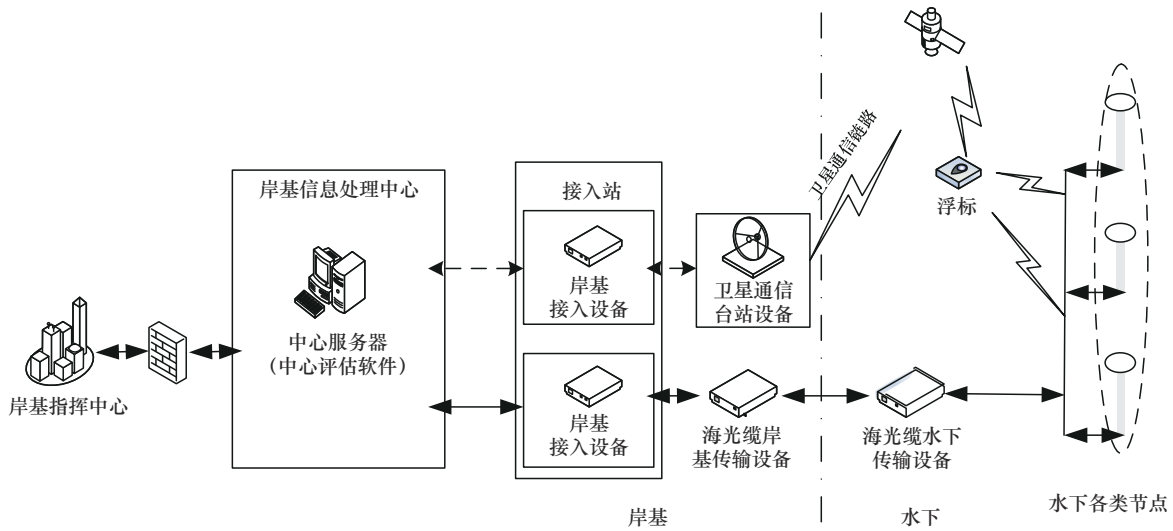 卫星通信链路
岸基信息处理中心
接入站
浮标
岸基
接入设备
卫星通信
台站设备
中心服务器
（中心评估软件）
岸基指挥中心
岸基
接入设备
海光缆岸
基传输设备
海光缆水下
传输设备
水下各类节点
岸基
水下